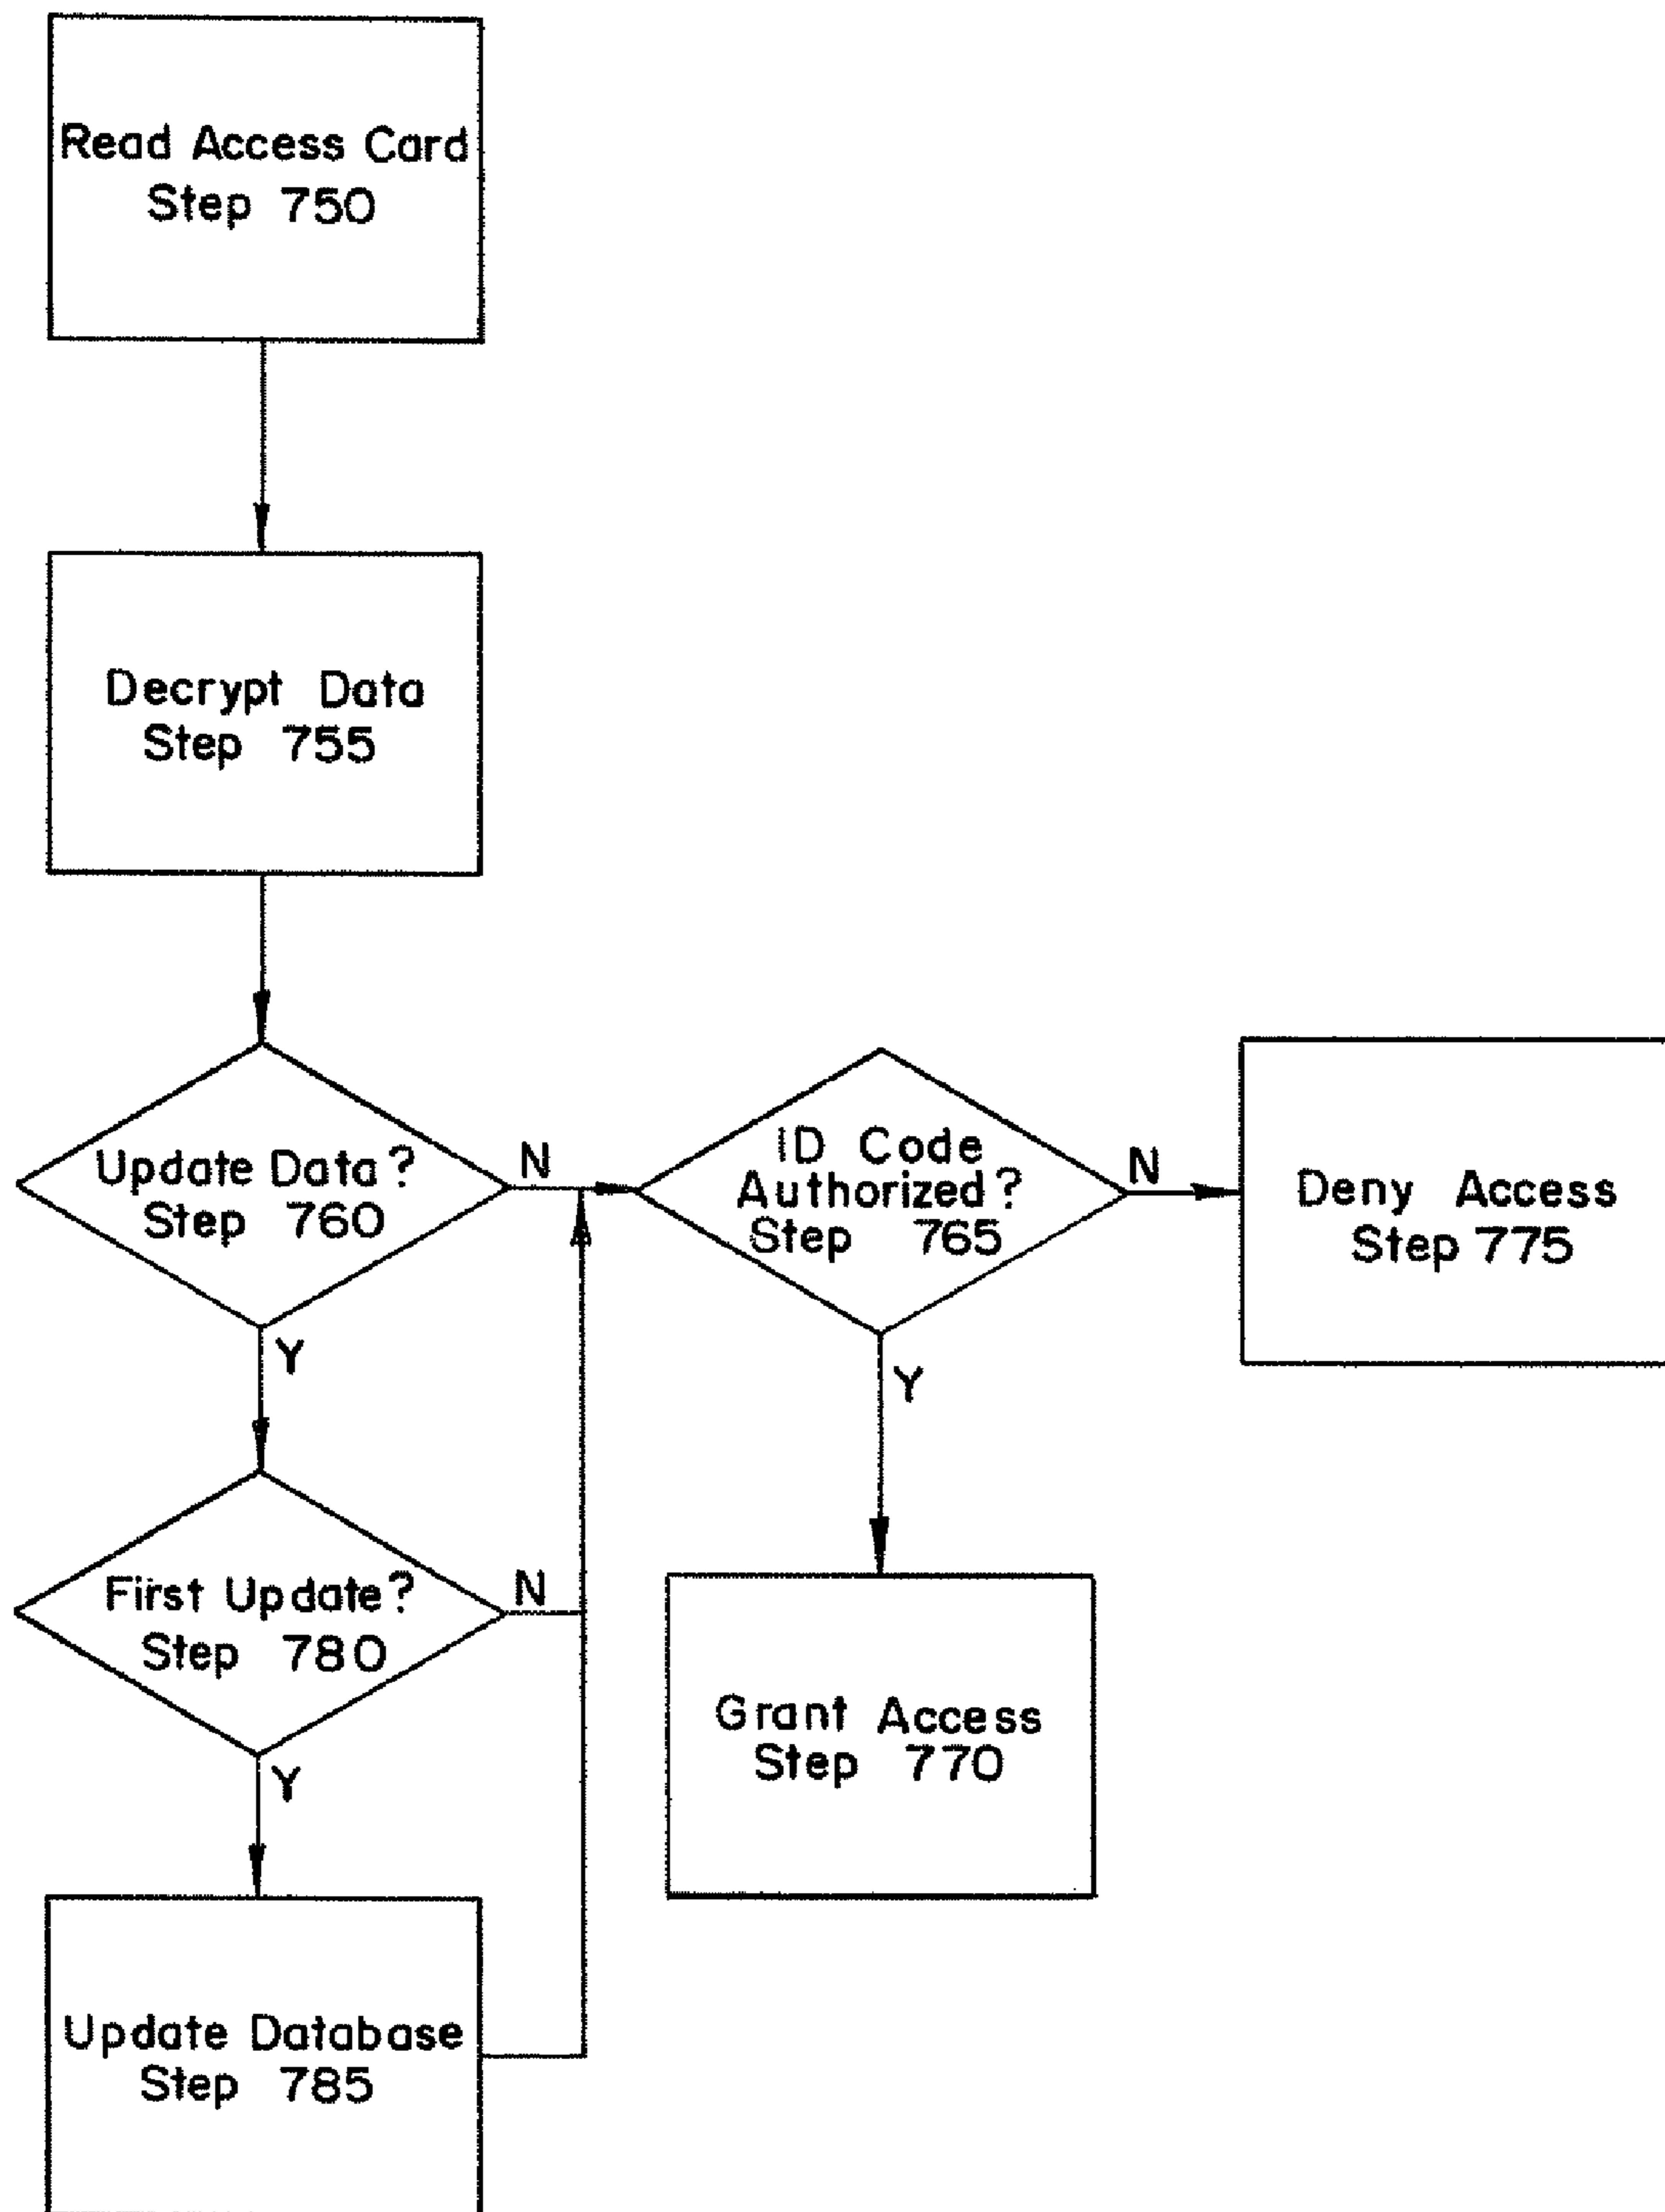 Read Access Card
Step 750
Decrypt Data
Step 755
Update Data?
Step 760
N
Y
ID Code
Authorized?
Step 765
N
Y
Deny Access
Step 775
First Update?
Step 780
N
Y
Grant Access
Step 770
Update Database
Step 785